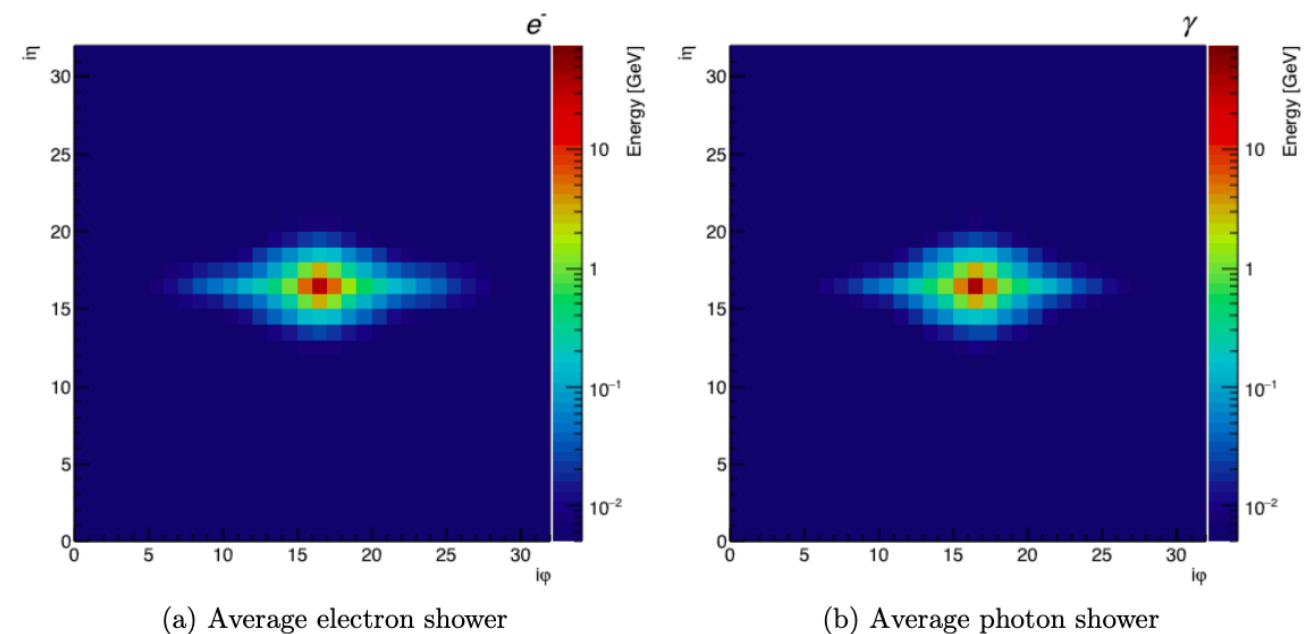 e⁻
iη
30
25
20
15
10
5
0
0 5 10 15 20 25 30
iφ
Energy [GeV]
10
1
10⁻¹
10⁻²
(a) Average electron shower
γ
iη
30
25
20
15
10
5
0
0 5 10 15 20 25 30
iφ
Energy [GeV]
10
1
10⁻¹
10⁻²
(b) Average photon shower